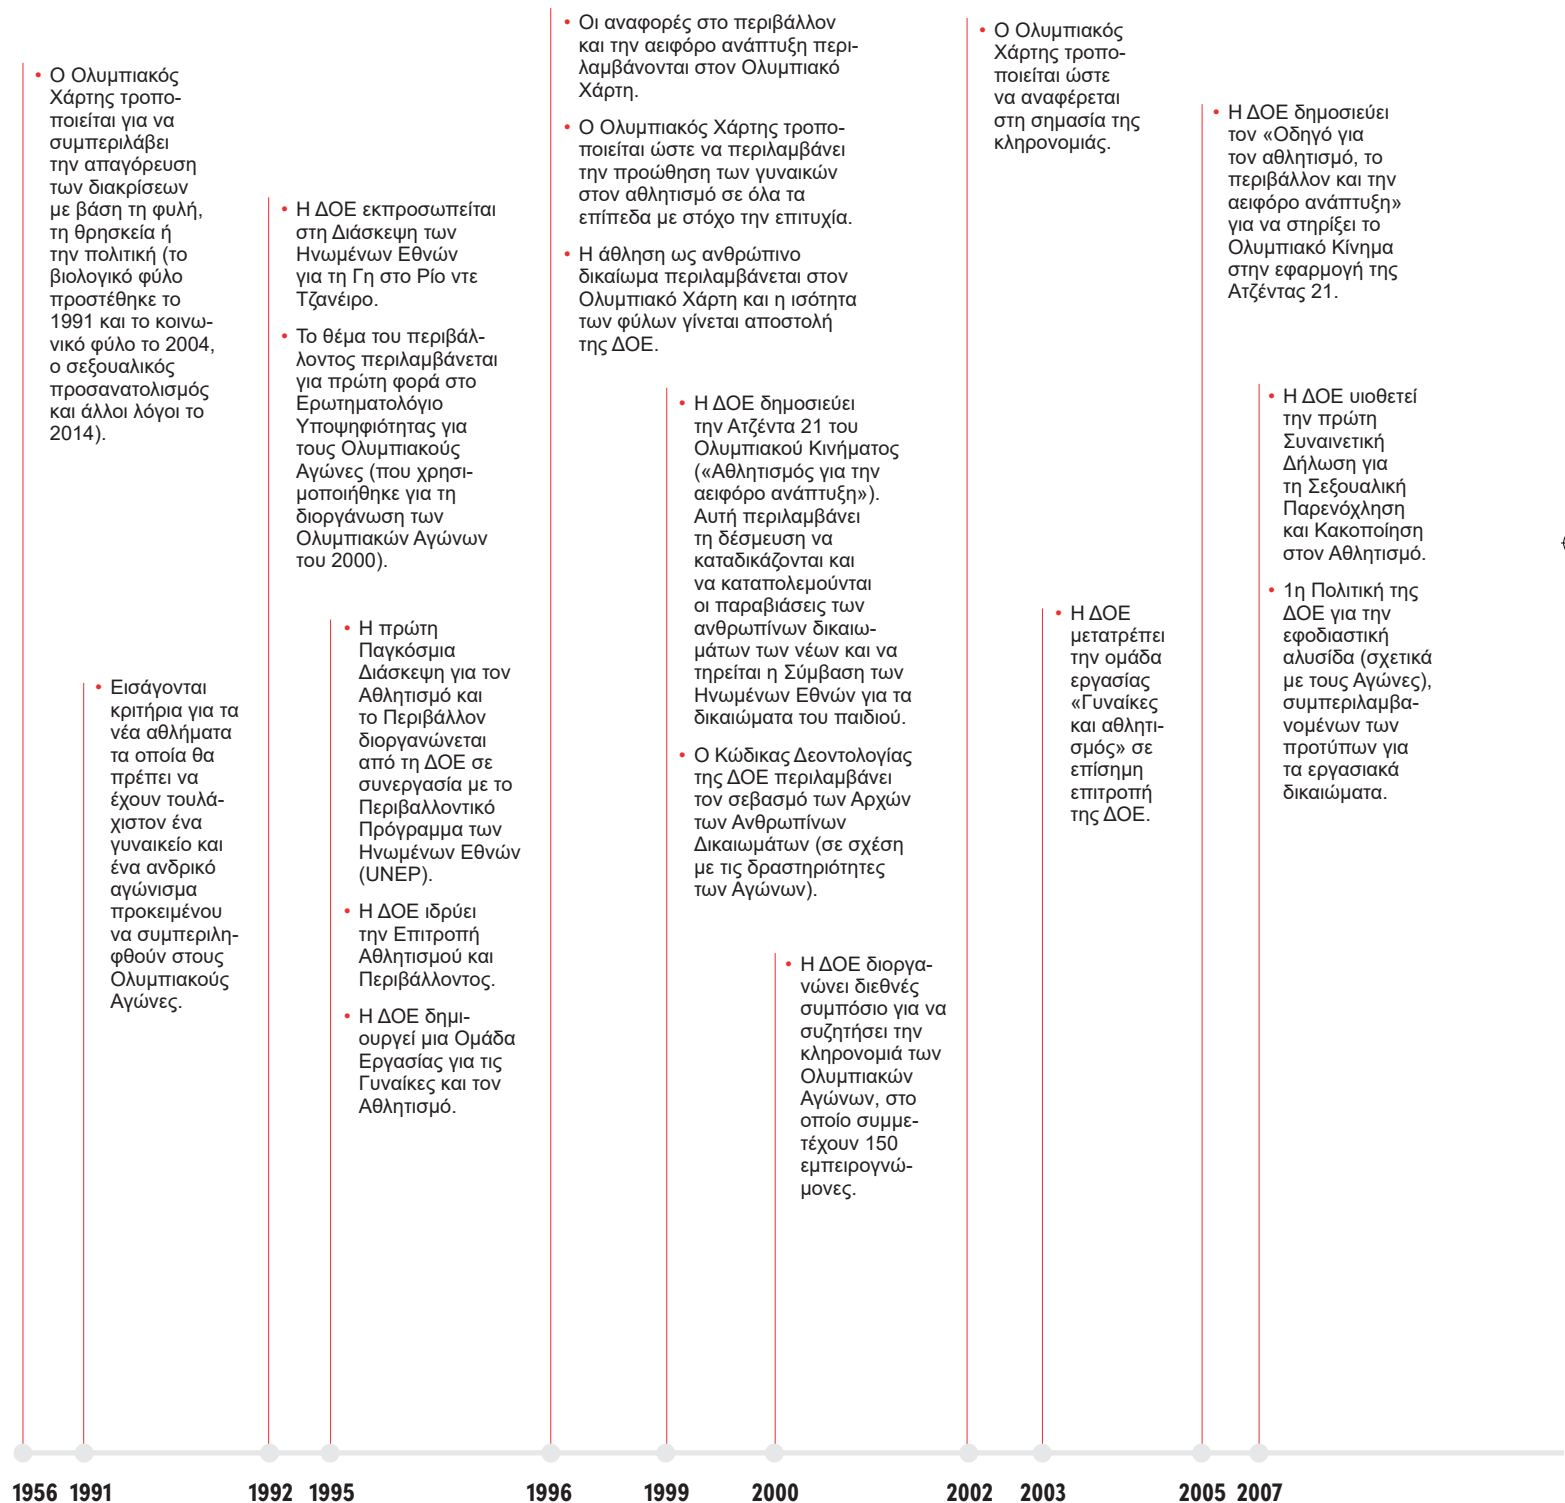 • Ο Ολυμπιακός
Χάρτης τροπο-
ποιείται για να
συμπεριλάβει
την απαγόρευση
των διακρίσεων
με βάση τη φυλή,
τη θρησκεία ή
την πολιτική (το
βιολογικό φύλο
προστέθηκε το
1991 και το κοινω-
νικό φύλο το 2004,
ο σεξουαλικός
προσανατολισμός
και άλλοι λόγοι το
2014).
• Εισάγονται
κριτήρια για τα
νέα αθλήματα
τα οποία θα
πρέπει να
έχουν τουλά-
χιστον ένα
γυναικείο και
ένα ανδρικό
αγώνισμα
προκειμένου
να συμπεριλη-
φθούν στους
Ολυμπιακούς
Αγώνες.
• Η ΔΟΕ εκπροσωπείται
στη Διάσκεψη των
Ηνωμένων Εθνών
για τη Γη στο Ρίο ντε
Τζανέιρο.
• Το θέμα του περιβάλ-
λοντος περιλαμβάνεται
για πρώτη φορά στο
Ερωτηματολόγιο
Υποψηφιότητας για
τους Ολυμπιακούς
Αγώνες (που χρησι-
μοποιήθηκε για τη
διοργάνωση των
Ολυμπιακών Αγώνων
του 2000).
• Η πρώτη
Παγκόσμια
Διάσκεψη για τον
Αθλητισμό και
το Περιβάλλον
διοργανώνεται
από τη ΔΟΕ σε
συνεργασία με το
Περιβαλλοντικό
Πρόγραμμα των
Ηνωμένων Εθνών
(UNEP).
• Η ΔΟΕ ιδρύει
την Επιτροπή
Αθλητισμού και
Περιβάλλοντος.
• Η ΔΟΕ δημι-
ουργεί μια Ομάδα
Εργασίας για τις
Γυναίκες και τον
Αθλητισμό.
• Οι αναφορές στο περιβάλλον
και την αειφόρο ανάπτυξη περι-
λαμβάνονται στον Ολυμπιακό
Χάρτη.
• Ο Ολυμπιακός Χάρτης τροπο-
ποιείται ώστε να περιλαμβάνει
την προώθηση των γυναικών
στον αθλητισμό σε όλα τα
επίπεδα με στόχο την επιτυχία.
• Η άθληση ως ανθρώπινο
δικαίωμα περιλαμβάνεται στον
Ολυμπιακό Χάρτη και η ισότητα
των φύλων γίνεται αποστολή
της ΔΟΕ.
• Η ΔΟΕ δημοσιεύει
την Ατζέντα 21 του
Ολυμπιακού Κινήματος
(«Αθλητισμός για την
αειφόρο ανάπτυξη»).
Αυτή περιλαμβάνει
τη δέσμευση να
καταδικάζονται και
να καταπολεμούνται
οι παραβιάσεις των
ανθρωπίνων δικαιω-
μάτων των νέων και να
τηρείται η Σύμβαση των
Ηνωμένων Εθνών για τα
δικαιώματα του παιδιού.
• Ο Κώδικας Δεοντολογίας
της ΔΟΕ περιλαμβάνει
τον σεβασμό των Αρχών
των Ανθρωπίνων
Δικαιωμάτων (σε σχέση
με τις δραστηριότητες
των Αγώνων).
• Η ΔΟΕ διοργα-
νώνει διεθνές
συμπόσιο για να
συζητήσει την
κληρονομιά των
Ολυμπιακών
Αγώνων, στο
οποίο συμμε-
τέχουν 150
εμπειρογνώ-
μονες.
• Ο Ολυμπιακός
Χάρτης τροπο-
ποιείται ώστε
να αναφέρεται
στη σημασία της
κληρονομιάς.
• Η ΔΟΕ
μετατρέπει
την ομάδα
εργασίας
«Γυναίκες
και αθλητι-
σμός» σε
επίσημη
επιτροπή
της ΔΟΕ.
• Η ΔΟΕ δημοσιεύει
τον «Οδηγό για
τον αθλητισμό, το
περιβάλλον και την
αειφόρο ανάπτυξη»
για να στηρίξει το
Ολυμπιακό Κίνημα
στην εφαρμογή της
Ατζέντας 21.
• Η ΔΟΕ υιοθετεί
την πρώτη
Συναινετική
Δήλωση για
τη Σεξουαλική
Παρενόχληση
και Κακοποίηση
στον Αθλητισμό.
• 1η Πολιτική της
ΔΟΕ για την
εφοδιαστική
αλυσίδα (σχετικά
με τους Αγώνες),
συμπεριλαμβα-
νομένων των
προτύπων για
τα εργασιακά
δικαιώματα.
1956 1991 1992 1995 1996 1999 2000 2002 2003 2005 2007